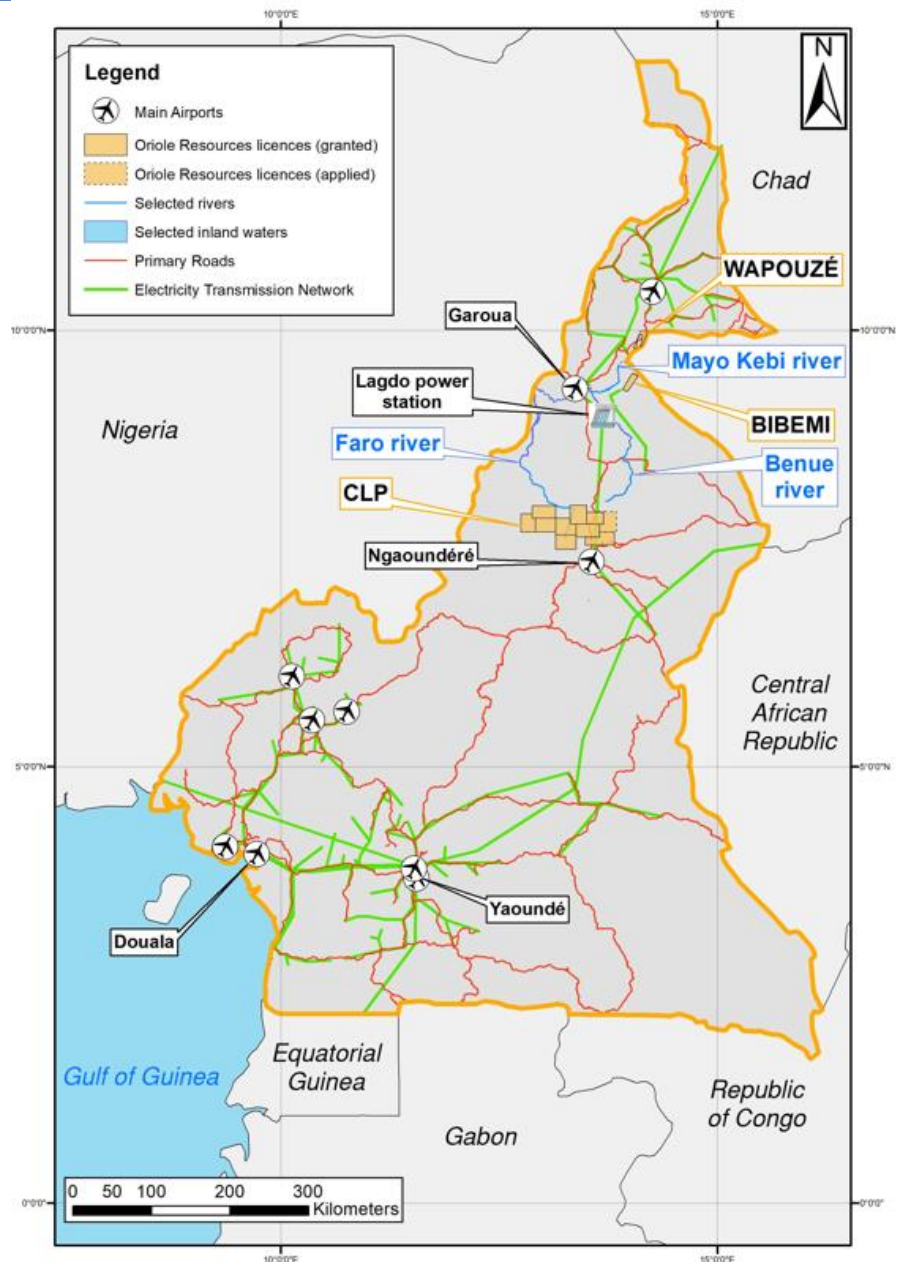 10°0'0"E
15°0'0"E
N
Legend
Main Airports
Oriole Resources licences (granted)
Oriole Resources licences (applied)
Selected rivers
Selected inland waters
Primary Roads
Electricity Transmission Network
Chad
WAPOUZÉ
Garoua
10°0'0"N
10°0'0"N
Mayo Kebi river
Lagdo power
station
BIBEMI
Nigeria
Faro river
Benue
river
CLP
Ngaoundéré
Central
African
Republic
5°0'0"N
5°0'0"N
Yaoundé
Douala
Equatorial
Guinea
Gulf of Guinea
Republic
of Congo
Gabon
0 50 100 200 300
Kilometers
0°0'0"
0°0'0"
10°0'0"E
15°0'0"E